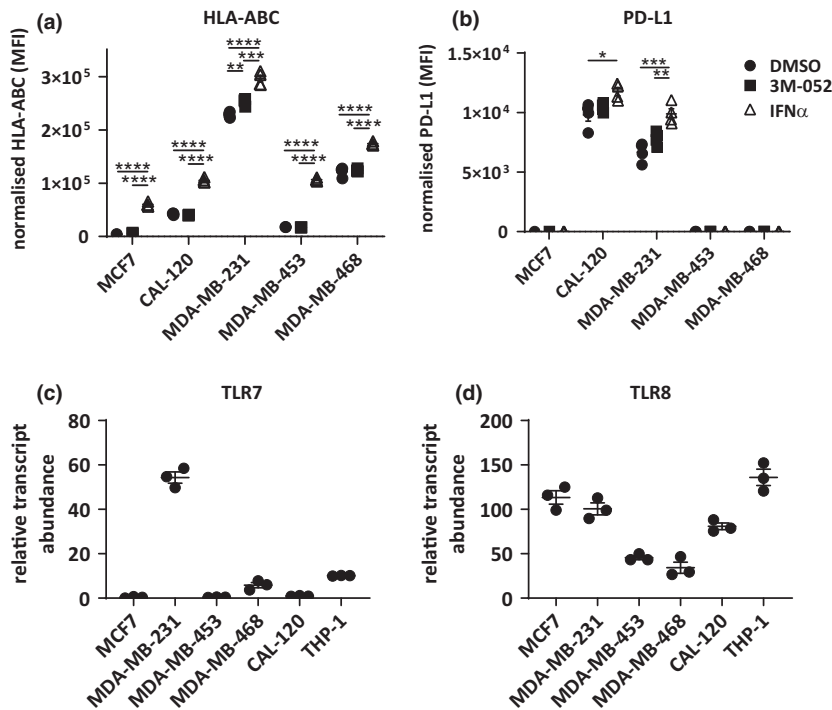 (a)
HLA-ABC
normalised HLA-ABC (MFI)
3×10⁵
2×10⁵
1×10⁵
0
****
****
****
****
****
***
**
****
****
****
****
MCF7
CAL-120
MDA-MB-231
MDA-MB-453
MDA-MB-468
(b)
PD-L1
normalised PD-L1 (MFI)
1.5×10⁴
1×10⁴
5×10³
0
*
***
**
MCF7
CAL-120
MDA-MB-231
MDA-MB-453
MDA-MB-468
DMSO
3M-052
IFNα
(c)
TLR7
relative transcript
abundance
80
60
40
20
0
MCF7
MDA-MB-231
MDA-MB-453
MDA-MB-468
CAL-120
THP-1
(d)
TLR8
relative transcript
abundance
200
150
100
50
0
MCF7
MDA-MB-231
MDA-MB-453
MDA-MB-468
CAL-120
THP-1